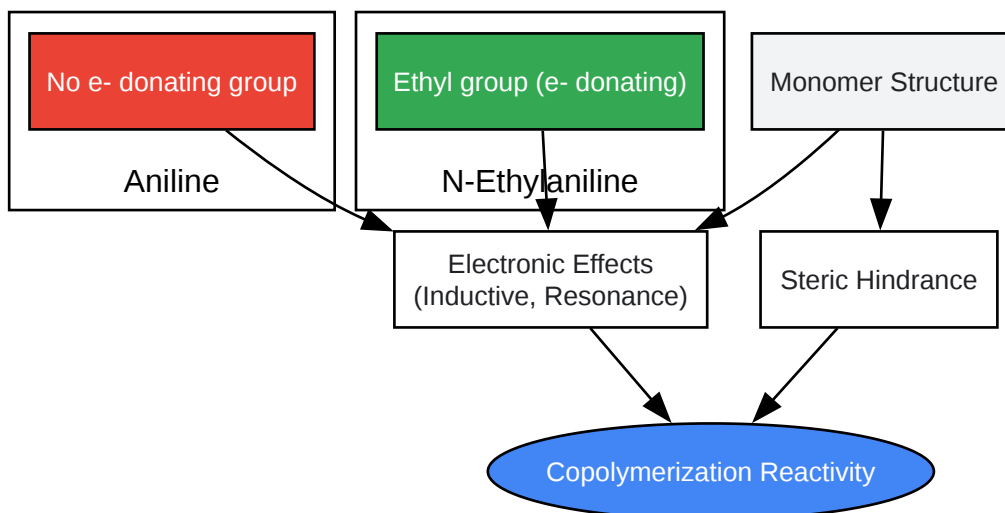 No e- donating group
Ethyl group (e- donating)
Monomer Structure
Aniline
N-Ethylaniline
Electronic Effects
(Inductive, Resonance)
Steric Hindrance
Copolymerization Reactivity